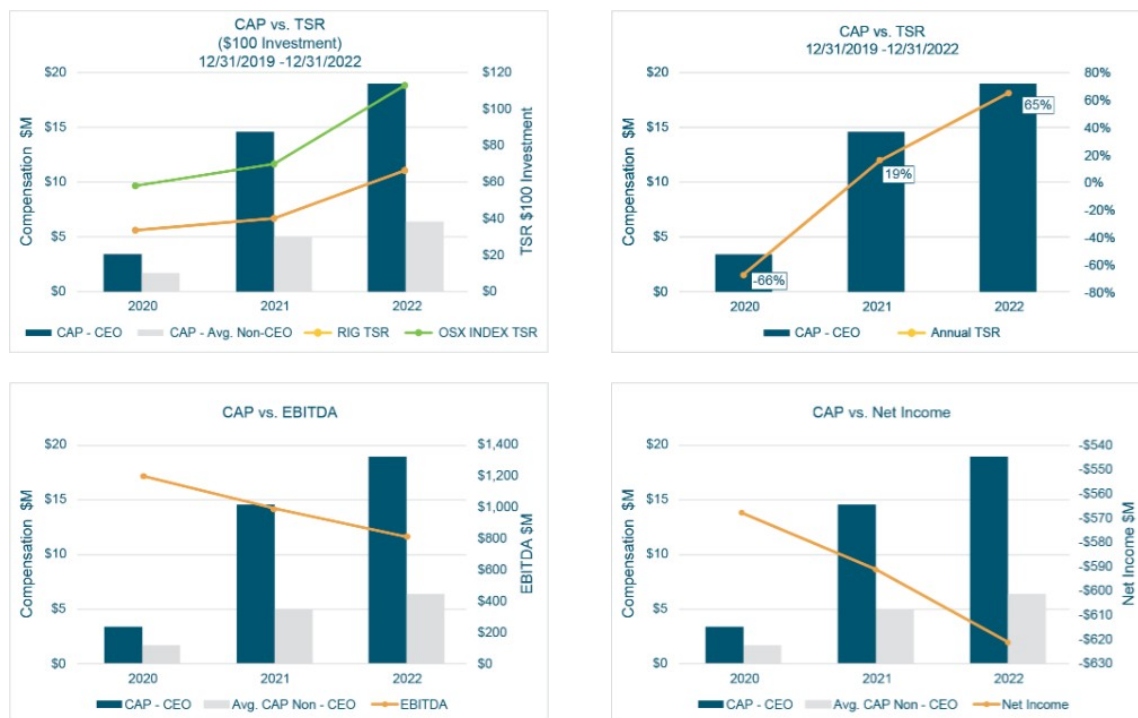 CAP vs. TSR
($100 Investment)
12/31/2019 -12/31/2022
Compensation $M
$20
$15
$10
$5
$0
$120
$100
$80
$60
$40
$20
$0
TSR $100 Investment
2020 2021 2022
CAP - CEO CAP - Avg. Non-CEO RIG TSR OSX INDEX TSR
CAP vs. TSR
12/31/2019 -12/31/2022
Compensation $M
$20
$15
$10
$5
$0
80%
60%
40%
20%
0%
-20%
-40%
-60%
-80%
-66%
19%
65%
2020 2021 2022
CAP - CEO Annual TSR
CAP vs. EBITDA
Compensation $M
$20
$15
$10
$5
$0
$1,400
$1,200
$1,000
$800
$600
$400
$200
$0
EBITDA $M
2020 2021 2022
CAP - CEO Avg. CAP Non - CEO EBITDA
CAP vs. Net Income
Compensation $M
$20
$15
$10
$5
$0
-$540
-$550
-$560
-$570
-$580
-$590
-$600
-$610
-$620
-$630
Net Income $M
2020 2021 2022
CAP - CEO Avg. CAP Non - CEO Net Income